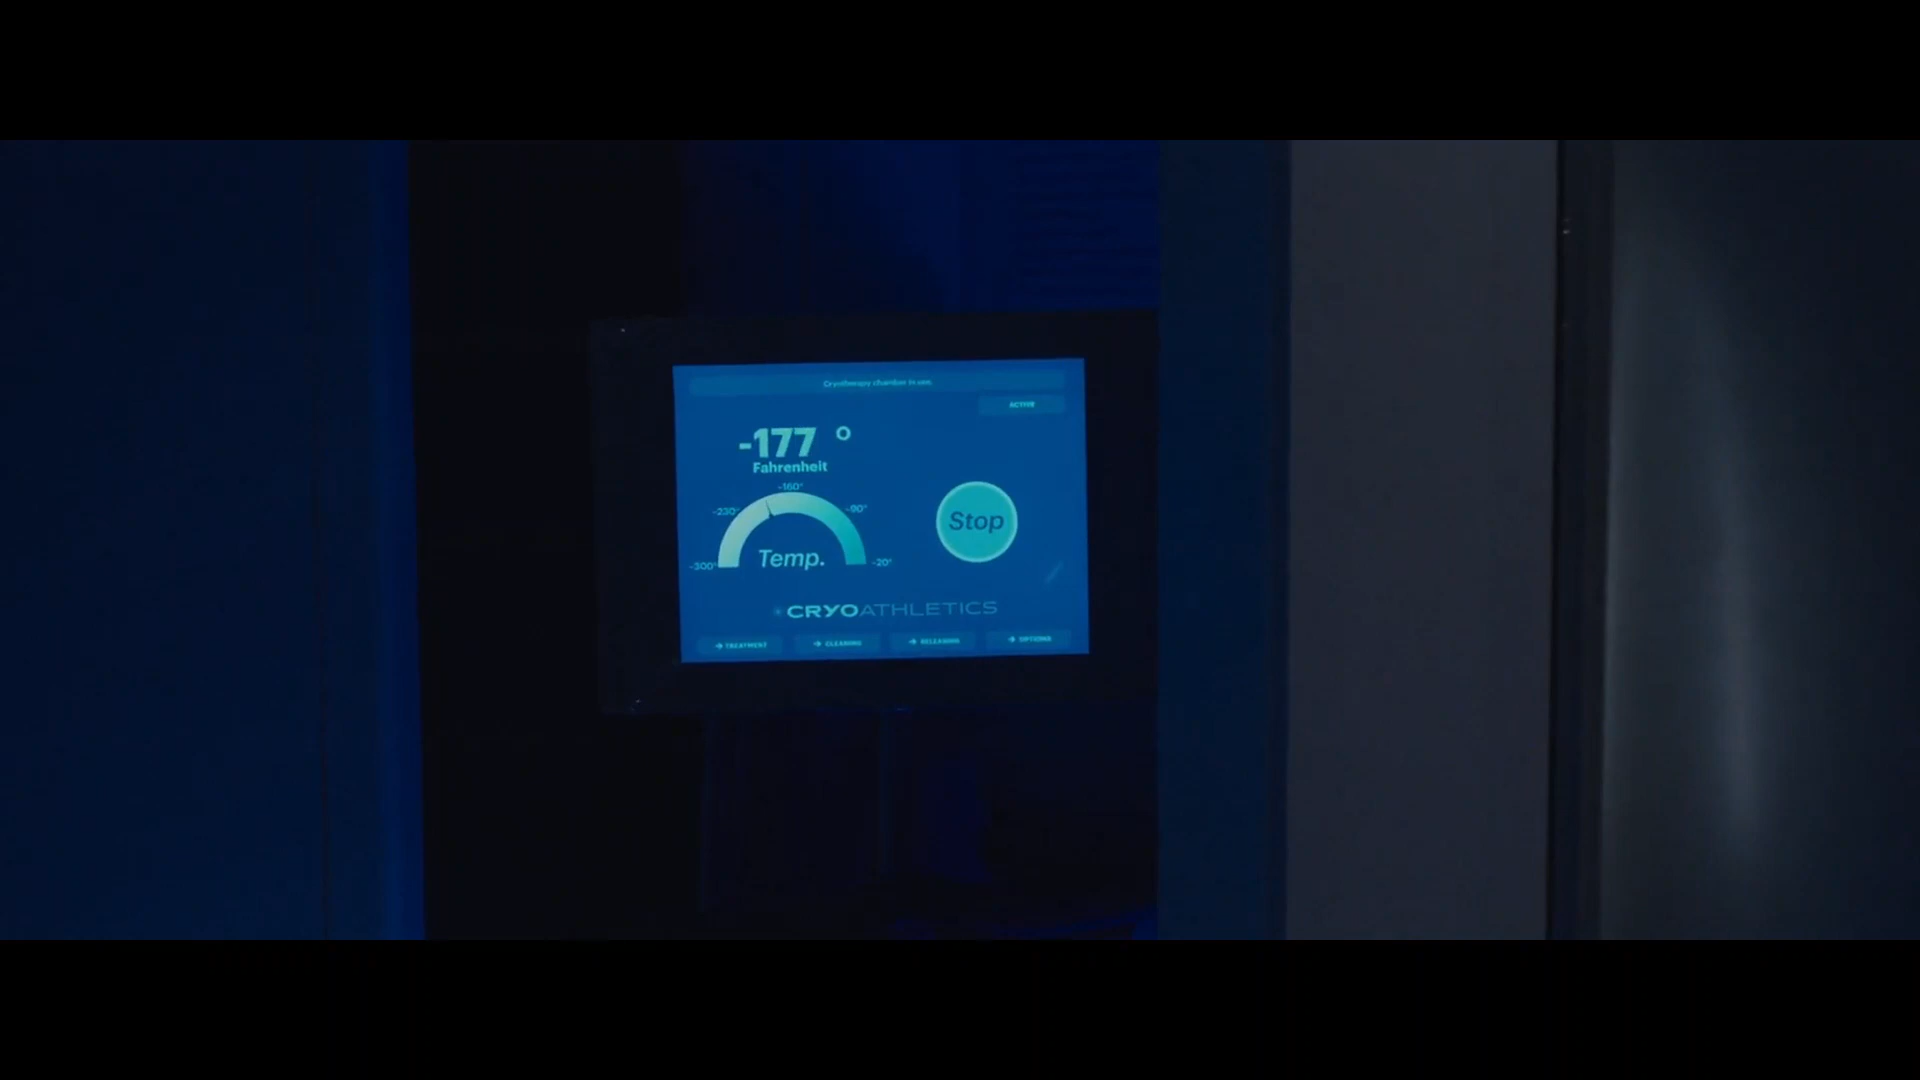 Cryotherapy chamber in use.
ACTIVE
-177 °
Fahrenheit
-160°
-230° -90°
Stop
Temp.
-300° -20°
CRYOATHLETICS
→ TREATMENT → CLEANING → RELEASING → OPTIONS